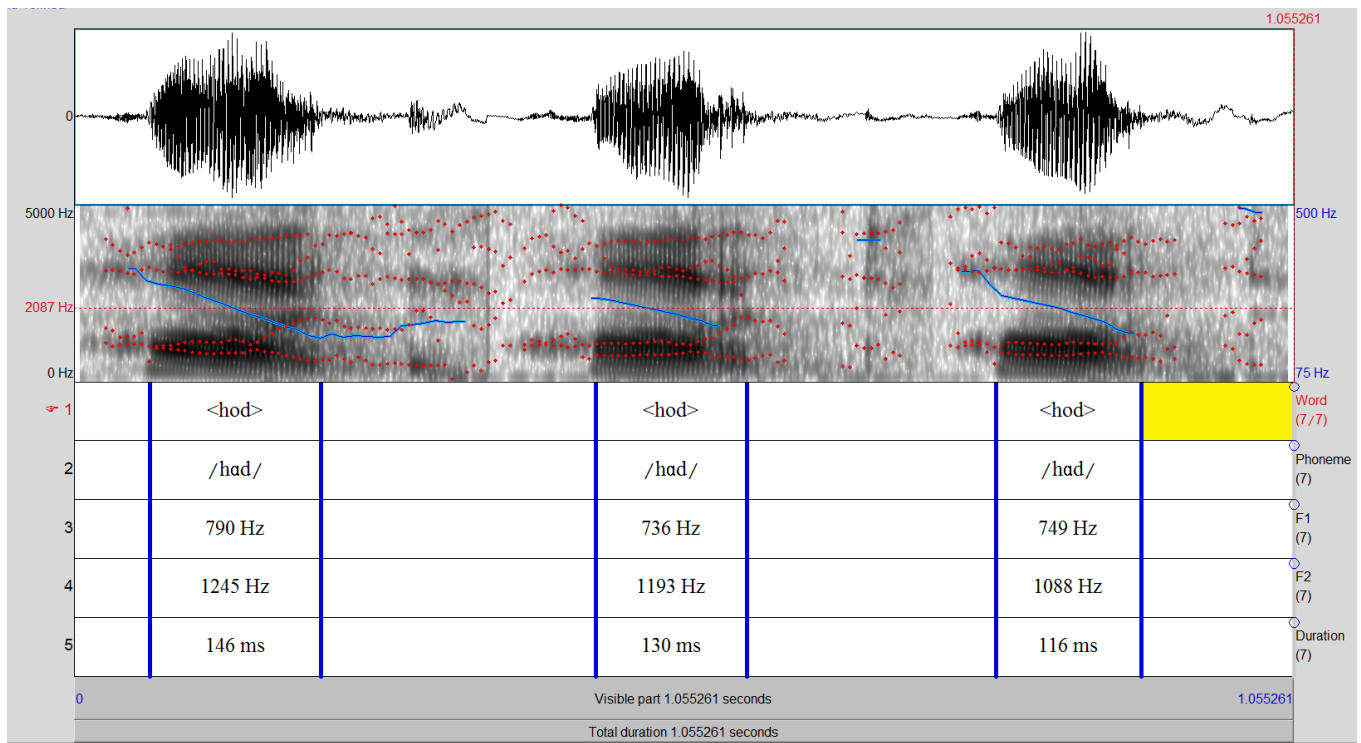 1.055261
0
5000 Hz
500 Hz
2087 Hz
0 Hz
75 Hz
1 <hod> <hod> <hod> Word (7/7)
2 /hɑd/ /hɑd/ /hɑd/ Phoneme (7)
3 790 Hz 736 Hz 749 Hz F1 (7)
4 1245 Hz 1193 Hz 1088 Hz F2 (7)
5 146 ms 130 ms 116 ms Duration (7)
0 Visible part 1.055261 seconds 1.055261
Total duration 1.055261 seconds